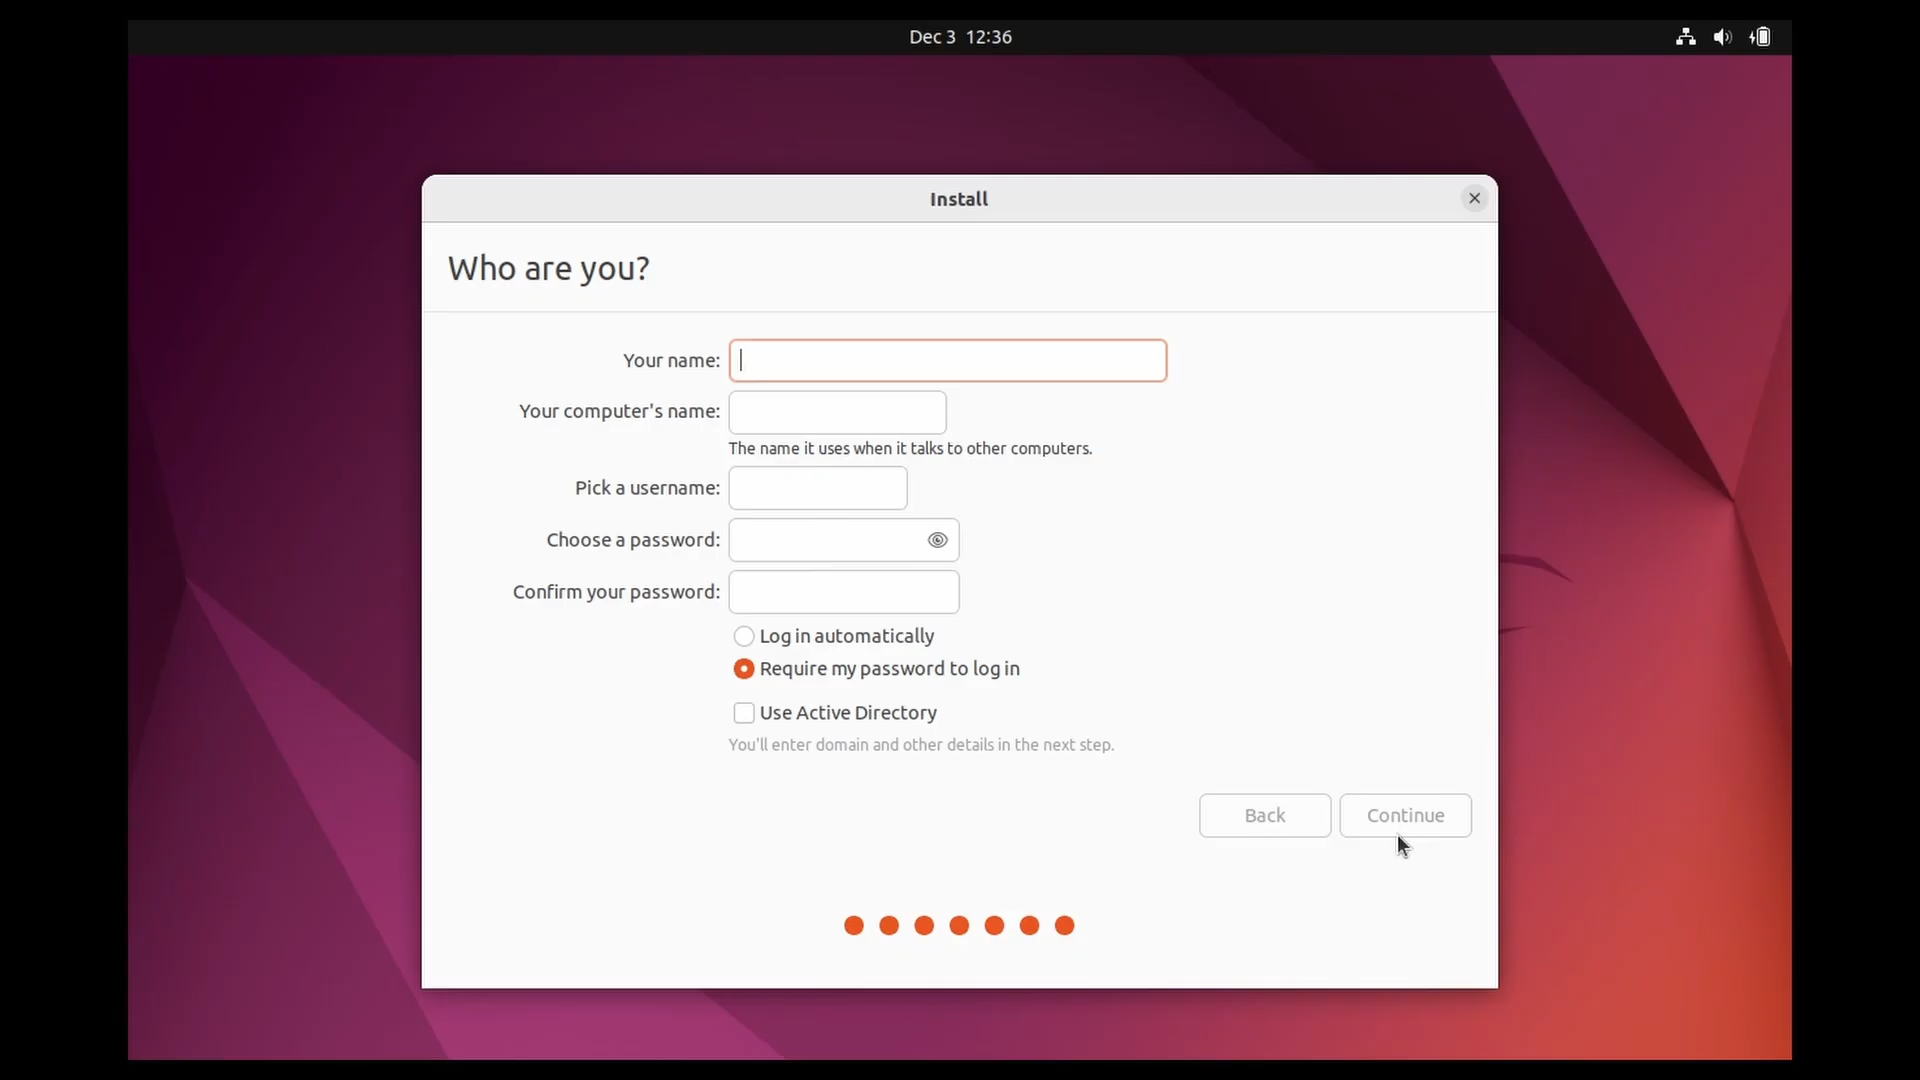 Dec 3 12:36
Install
Who are you?
Your name:
Your computer's name:
The name it uses when it talks to other computers.
Pick a username:
Choose a password:
Confirm your password:
Log in automatically
Require my password to log in
Use Active Directory
You'll enter domain and other details in the next step.
Back
Continue